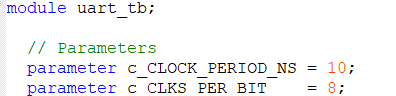 module uart_tb;
// Parameters
parameter c_CLOCK_PERIOD_NS = 10;
parameter c_CLKS_PER_BIT = 8;